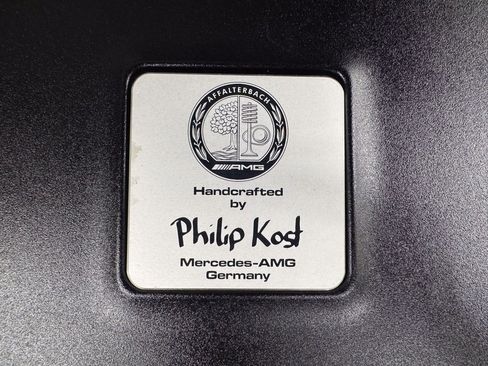 AFFALTERBACH
AMG
Handcrafted
by
Philip Kost
Mercedes-AMG
Germany